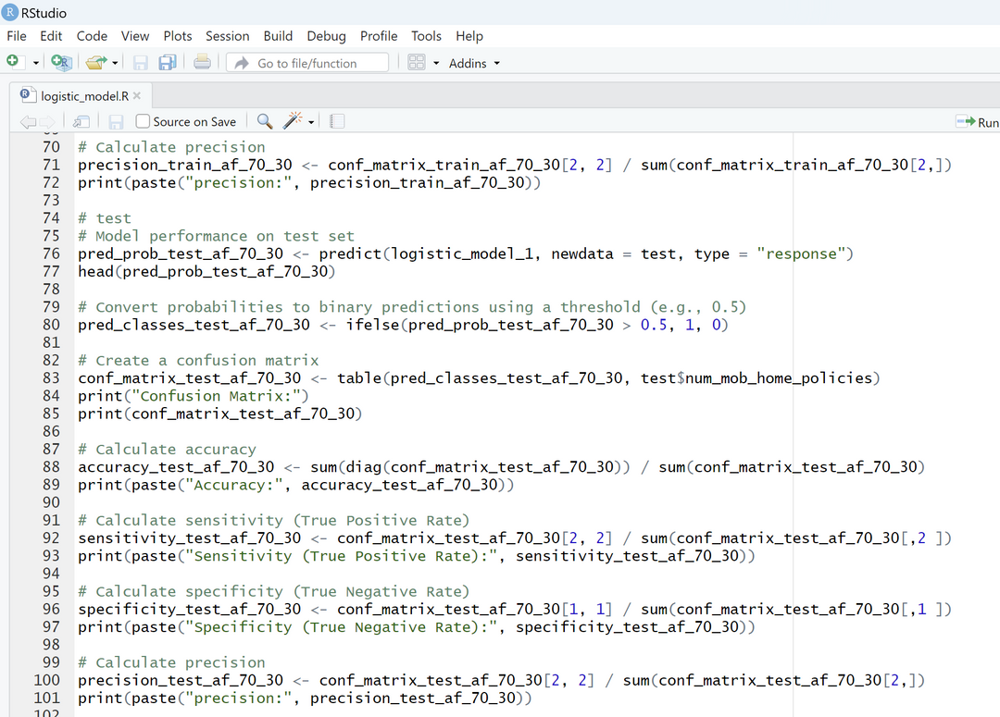 RStudio
File Edit Code View Plots Session Build Debug Profile Tools Help
Go to file/function Addins
logistic_model.R
Source on Save Run
70 # Calculate precision
71 precision_train_af_70_30 <- conf_matrix_train_af_70_30[2, 2] / sum(conf_matrix_train_af_70_30[2,])
72 print(paste("precision:", precision_train_af_70_30))
73
74 # test
75 # Model performance on test set
76 pred_prob_test_af_70_30 <- predict(logistic_model_1, newdata = test, type = "response")
77 head(pred_prob_test_af_70_30)
78
79 # Convert probabilities to binary predictions using a threshold (e.g., 0.5)
80 pred_classes_test_af_70_30 <- ifelse(pred_prob_test_af_70_30 > 0.5, 1, 0)
81
82 # Create a confusion matrix
83 conf_matrix_test_af_70_30 <- table(pred_classes_test_af_70_30, test$num_mob_home_policies)
84 print("Confusion Matrix:")
85 print(conf_matrix_test_af_70_30)
86
87 # Calculate accuracy
88 accuracy_test_af_70_30 <- sum(diag(conf_matrix_test_af_70_30)) / sum(conf_matrix_test_af_70_30)
89 print(paste("Accuracy:", accuracy_test_af_70_30))
90
91 # Calculate sensitivity (True Positive Rate)
92 sensitivity_test_af_70_30 <- conf_matrix_test_af_70_30[2, 2] / sum(conf_matrix_test_af_70_30[,2 ])
93 print(paste("Sensitivity (True Positive Rate):", sensitivity_test_af_70_30))
94
95 # Calculate specificity (True Negative Rate)
96 specificity_test_af_70_30 <- conf_matrix_test_af_70_30[1, 1] / sum(conf_matrix_test_af_70_30[,1 ])
97 print(paste("Specificity (True Negative Rate):", specificity_test_af_70_30))
98
99 # Calculate precision
100 precision_test_af_70_30 <- conf_matrix_test_af_70_30[2, 2] / sum(conf_matrix_test_af_70_30[2,])
101 print(paste("precision:", precision_test_af_70_30))
102